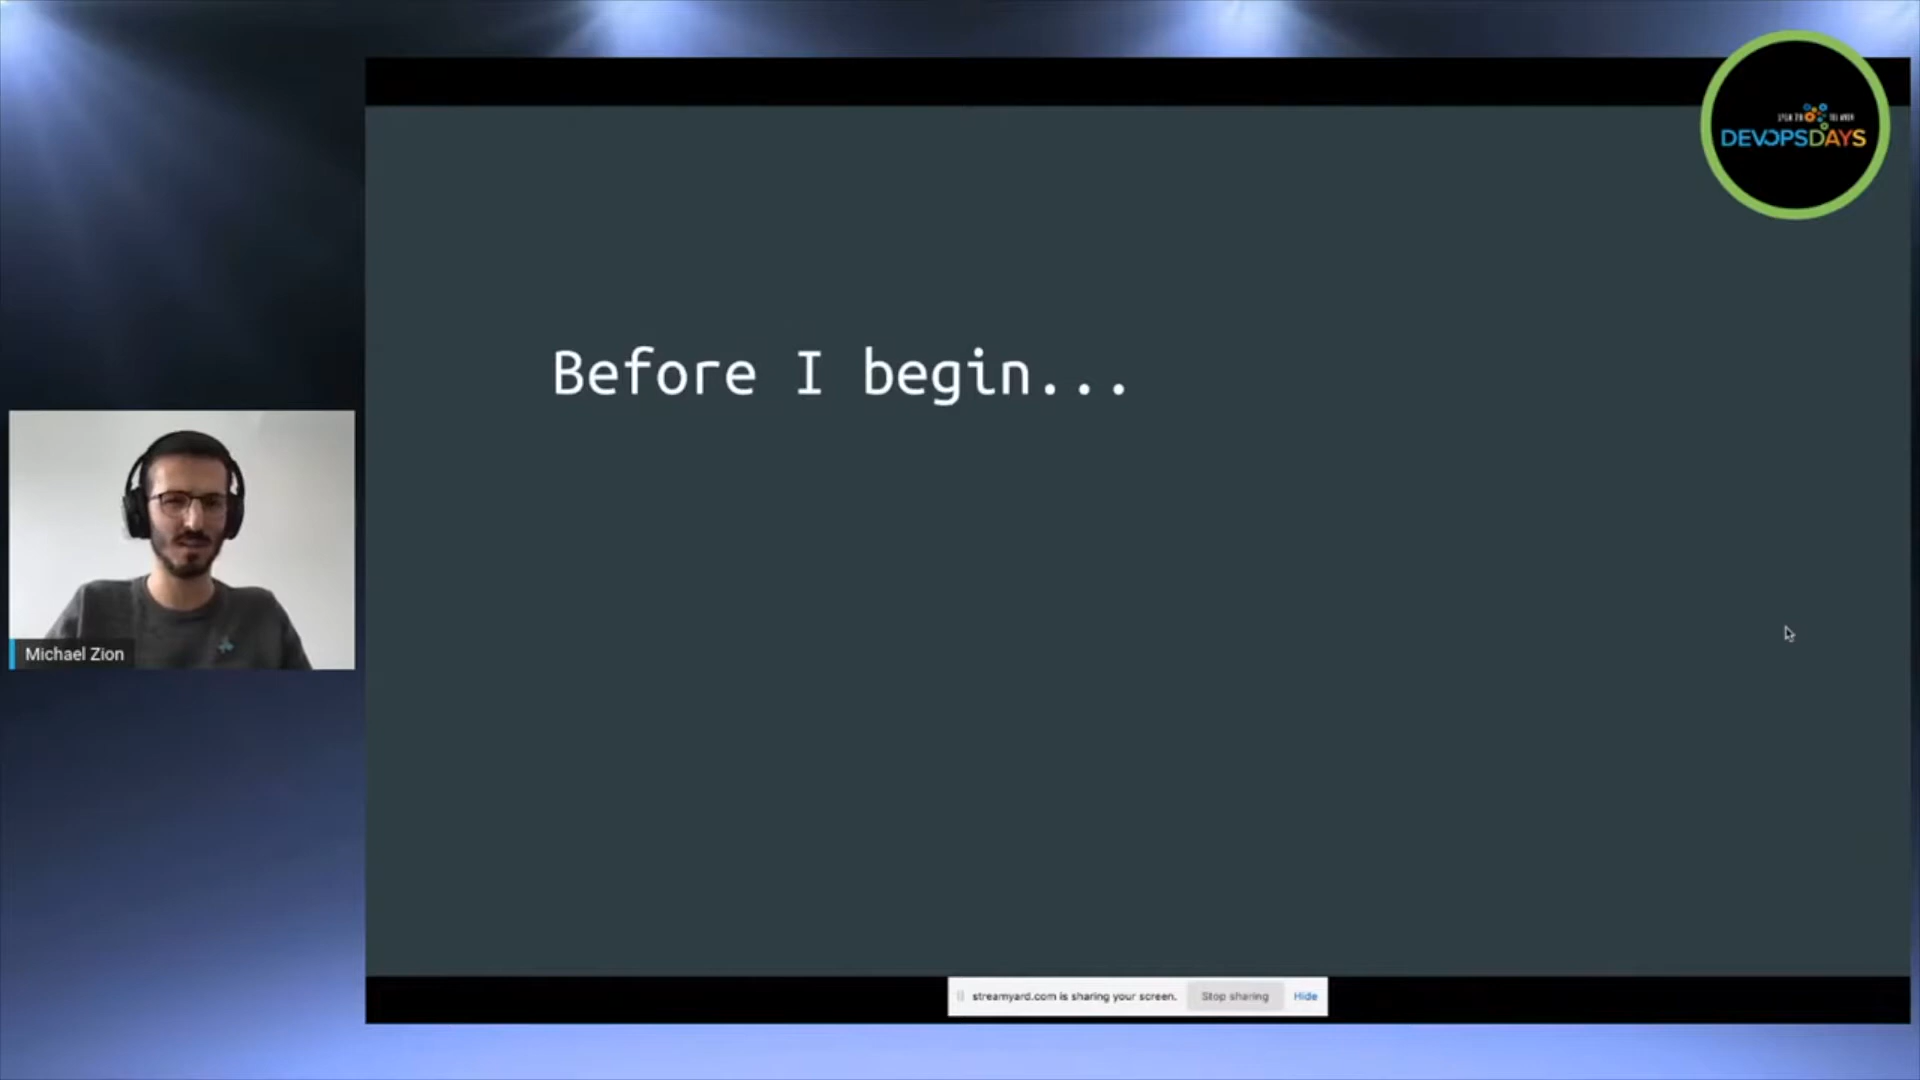 DEVOPSDAYS
Before I begin...
Michael Zion
streamyard.com is sharing your screen. Stop sharing Hide